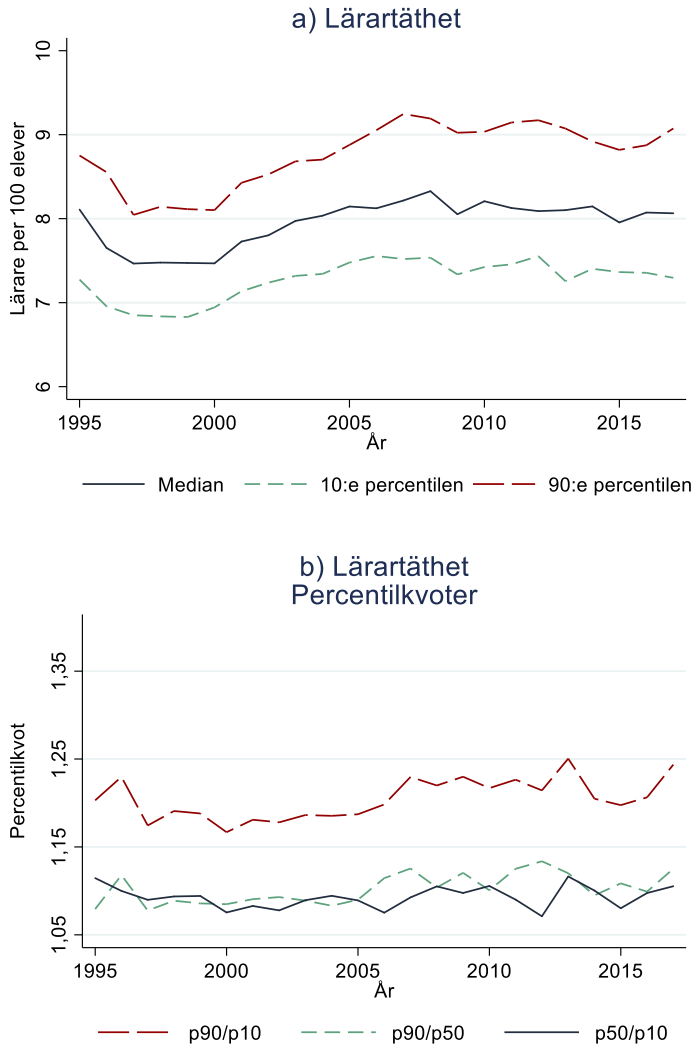 a) Lärartäthet
Lärare per 100 elever
10
9
8
7
6
1995 2000 2005 2010 2015
År
Median 10:e percentilen 90:e percentilen
b) Lärartäthet
Percentilkvoter
Percentilkvot
1,35
1,25
1,15
1,05
1995 2000 2005 2010 2015
År
p90/p10 p90/p50 p50/p10